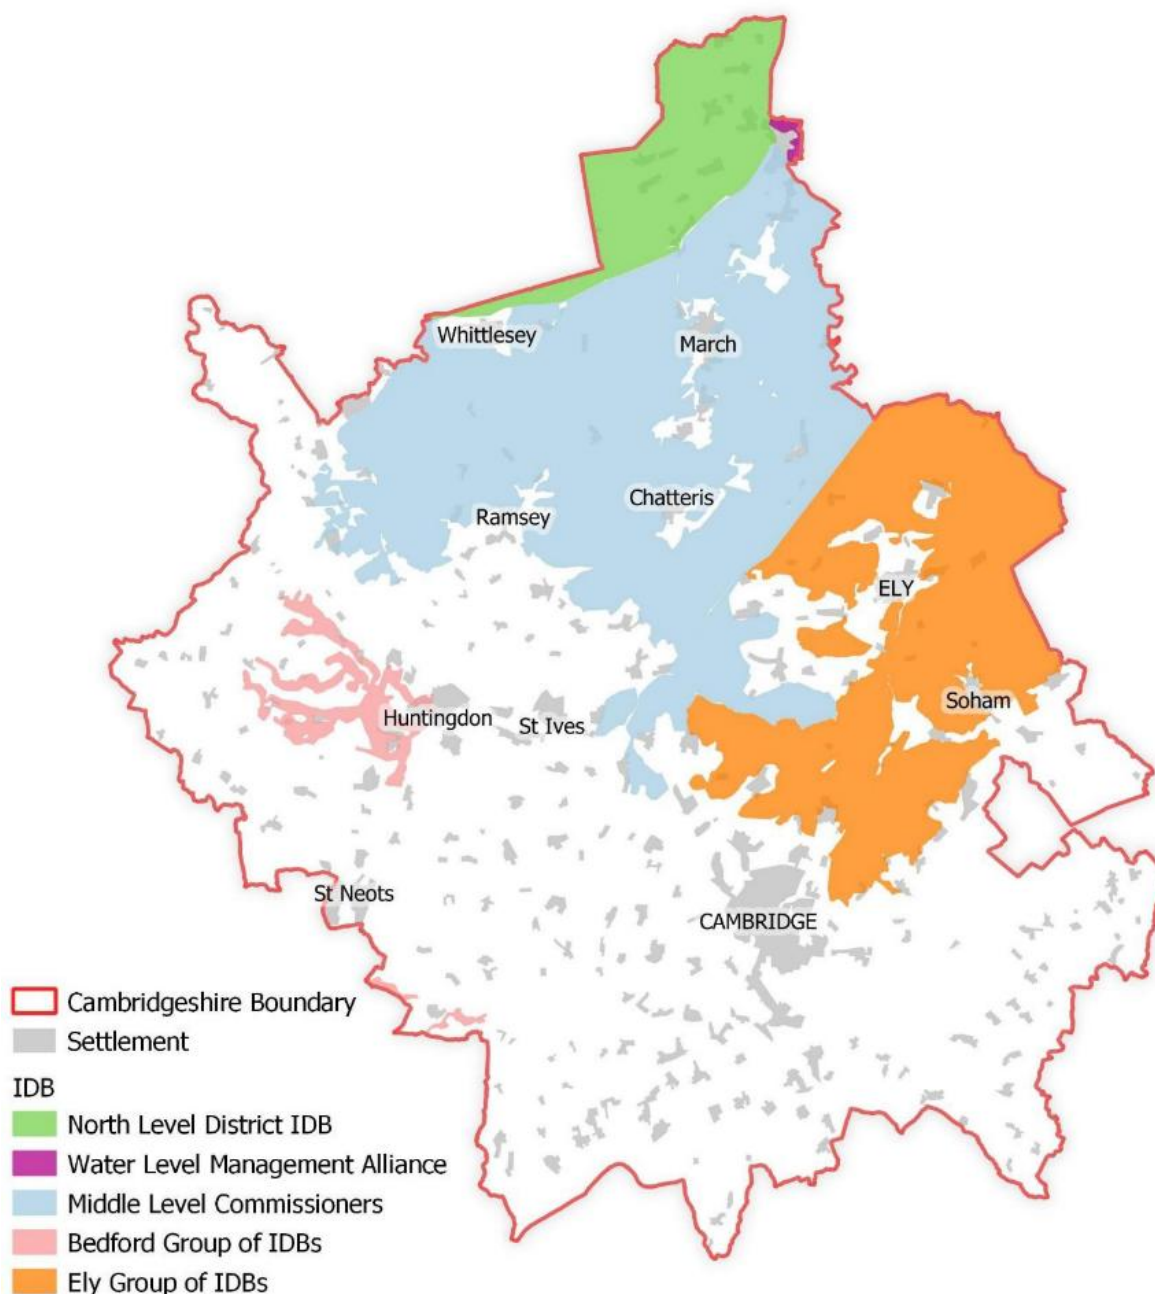 Whittlesey
March
Chatteris
Ramsey
ELY
Soham
Huntingdon
St Ives
St Neots
CAMBRIDGE
Cambridgeshire Boundary
Settlement
IDB
North Level District IDB
Water Level Management Alliance
Middle Level Commissioners
Bedford Group of IDBs
Ely Group of IDBs